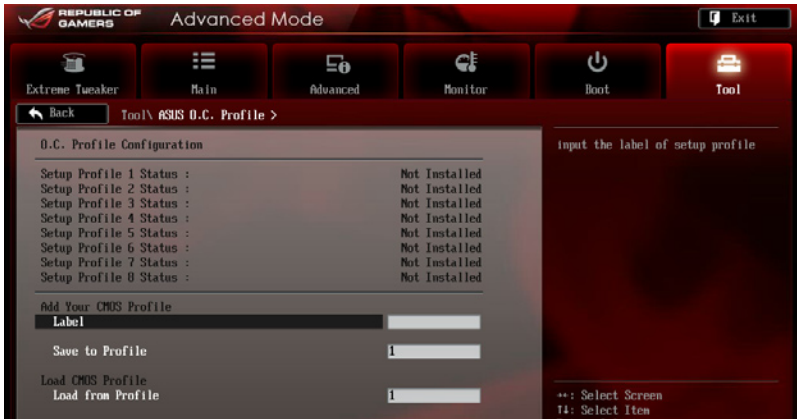 REPUBLIC OF
GAMERS
Advanced Mode
Exit
Extreme Tweaker
Main
Advanced
Monitor
Boot
Tool
Back
Tool\ ASUS O.C. Profile >
O.C. Profile Configuration
input the label of setup profile
Setup Profile 1 Status : Not Installed
Setup Profile 2 Status : Not Installed
Setup Profile 3 Status : Not Installed
Setup Profile 4 Status : Not Installed
Setup Profile 5 Status : Not Installed
Setup Profile 6 Status : Not Installed
Setup Profile 7 Status : Not Installed
Setup Profile 8 Status : Not Installed
Add Your CMOS Profile
Label
Save to Profile 1
Load CMOS Profile
Load from Profile 1
→←: Select Screen
↑↓: Select Item